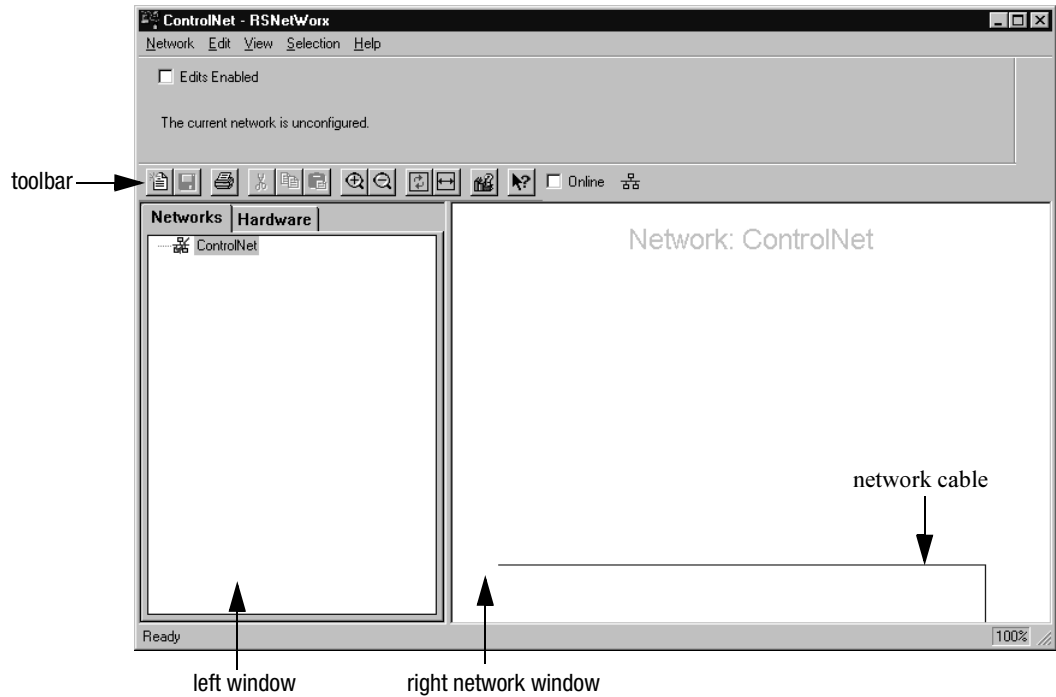 ControlNet - RSNetWorx
Network Edit View Selection Help
Edits Enabled
The current network is unconfigured.
toolbar
Online
Networks Hardware
ControlNet
Network: ControlNet
network cable
Ready
100%
left window
right network window